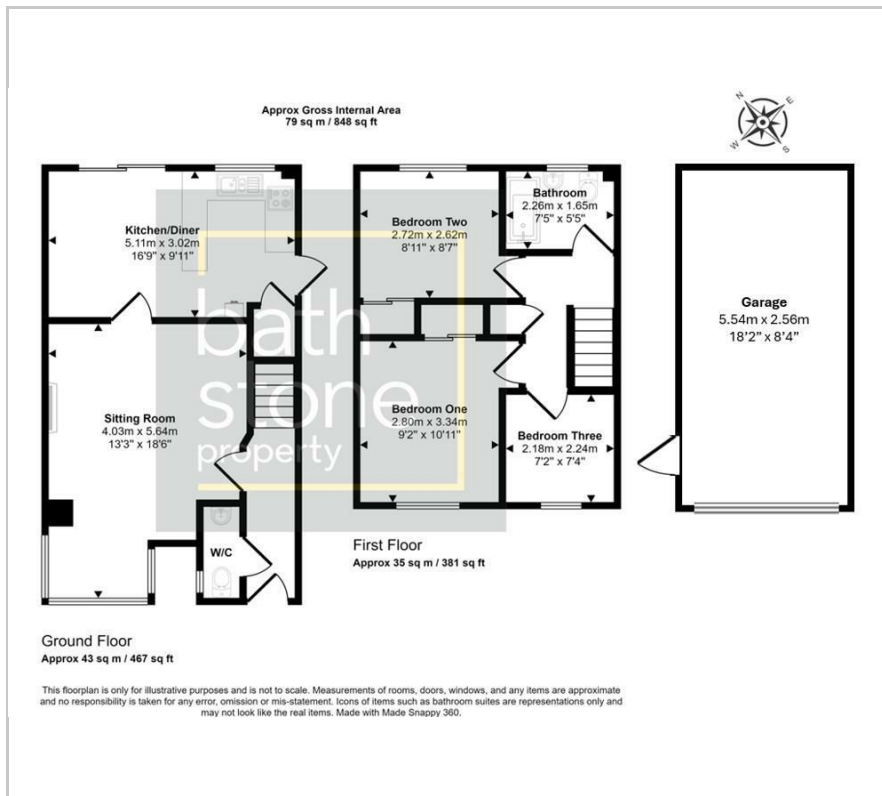 Approx Gross Internal Area
79 sq m / 848 sq ft
N
E
W
S
Kitchen/Diner
5.11m x 3.02m
16'9" x 9'11"
Bedroom Two
2.72m x 2.62m
8'11" x 8'7"
Bathroom
2.26m x 1.65m
7'5" x 5'5"
Garage
5.54m x 2.56m
18'2" x 8'4"
bath
stone
property
Sitting Room
4.03m x 5.64m
13'3" x 18'6"
Bedroom One
2.80m x 3.34m
9'2" x 10'11"
Bedroom Three
2.18m x 2.24m
7'2" x 7'4"
W/C
First Floor
Approx 35 sq m / 381 sq ft
Ground Floor
Approx 43 sq m / 467 sq ft
This floorplan is only for illustrative purposes and is not to scale. Measurements of rooms, doors, windows, and any items are approximate
and no responsibility is taken for any error, omission or mis-statement. Icons of items such as bathroom suites are representations only and
may not look like the real items. Made with Made Snappy 360.